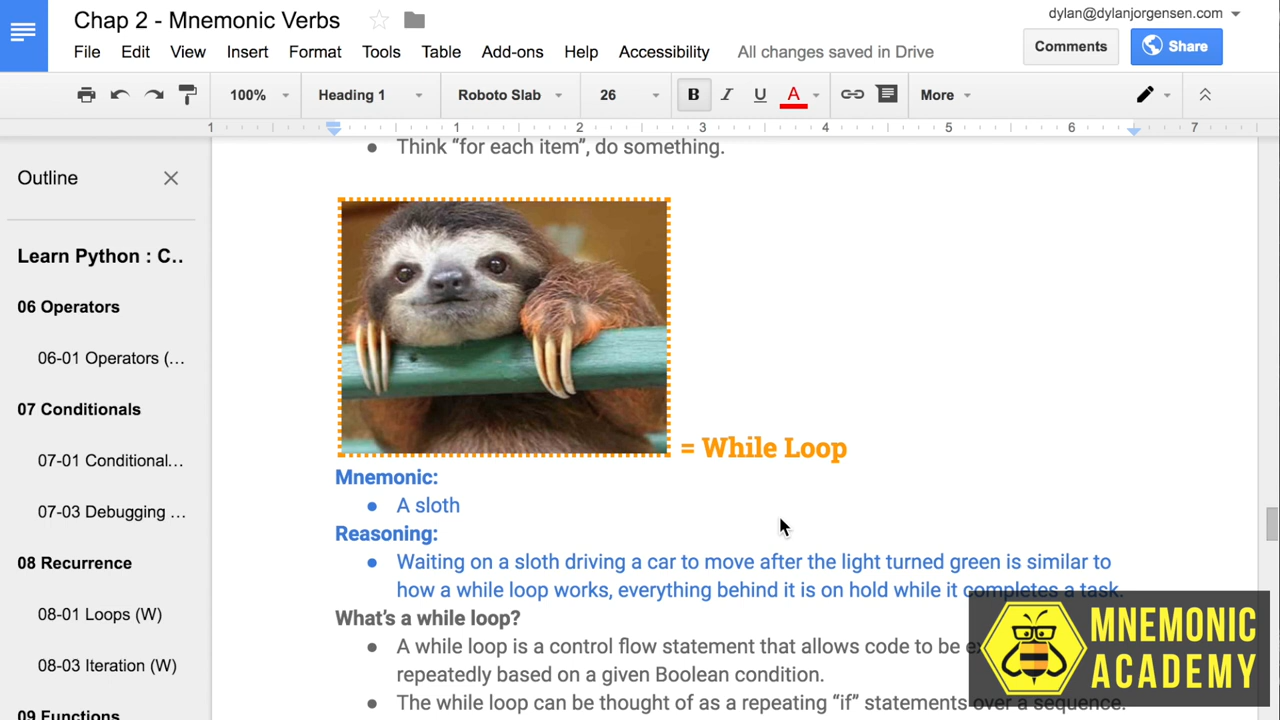 Chap 2 - Mnemonic Verbs
dylan@dylanjorgensen.com
File Edit View Insert Format Tools Table Add-ons Help Accessibility All changes saved in Drive
Comments
Share
100% Heading 1 Roboto Slab 26 B I U A More
1 1 2 3 4 5 6 7
Outline
Learn Python : C..
06 Operators
06-01 Operators (...
07 Conditionals
07-01 Conditional...
07-03 Debugging ...
08 Recurrence
08-01 Loops (W)
08-03 Iteration (W)
09 Functions
● Think “for each item”, do something.
= While Loop
Mnemonic:
● A sloth
Reasoning:
● Waiting on a sloth driving a car to move after the light turned green is similar to
how a while loop works, everything behind it is on hold while it completes a task.
What’s a while loop?
● A while loop is a control flow statement that allows code to be
repeatedly based on a given Boolean condition.
● The while loop can be thought of as a repeating “if” statements over a sequence.
MNEMONIC
ACADEMY